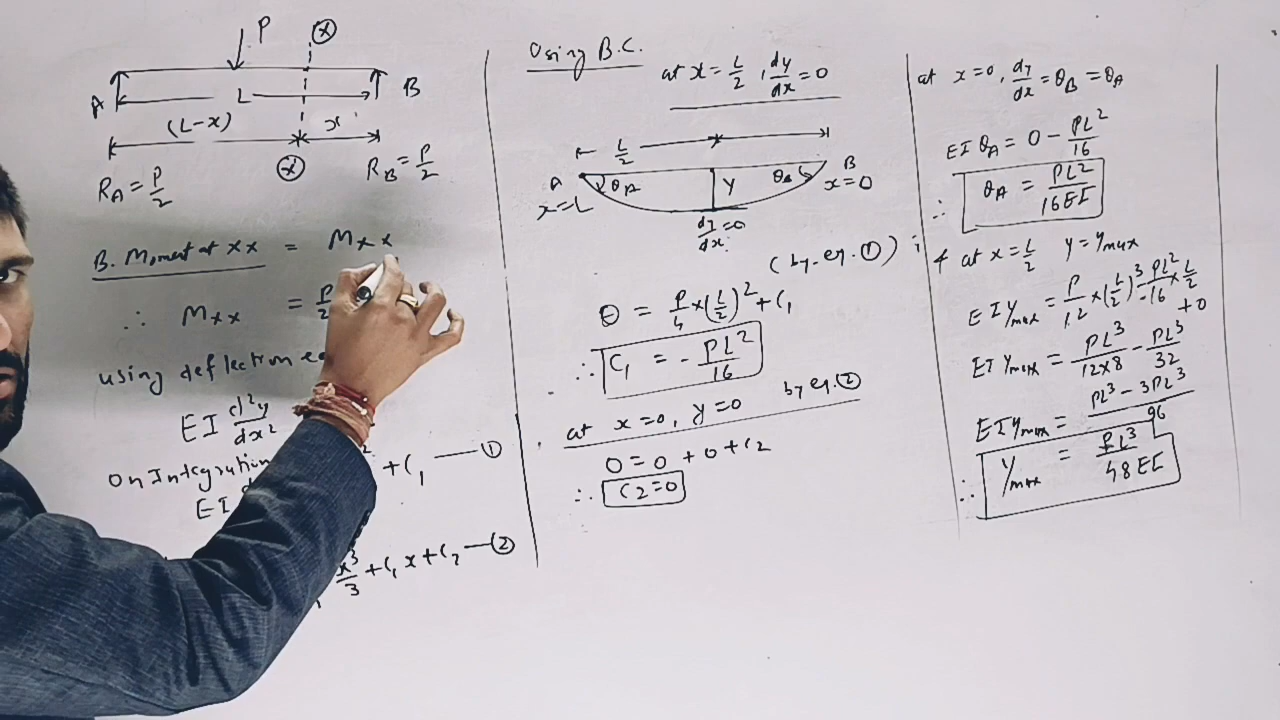 P
x
A
B
L
(L-x)
x
x
R_A = P/2
R_B = P/2
B. Moment at xx = Mxx
∴ Mxx = P/2
using deflection
EI d²y/dx²
On Integration
EI
+ C₁ —①
x³/3 + C₁x + C₂ —②
Using B.C.
at x = L/2, dy/dx = 0
L/2
A
θA
y
θB
B
x=0
x=L
dy/dx = 0
(by eq. ①)
0 = P/4 × (L/2)² + C₁
∴ C₁ = - PL²/16
at x=0, y=0 by eq. ②
0 = 0 + 0 + C₂
∴ C₂=0
at x=0, dy/dx = θB = θA
EI θA = 0 - PL²/16
∴ θA = PL²/16EI
f at x = L/2 y = ymax
EI ymax = P/12 × (L/2)³ - PL²/16 × L/2 + 0
EI ymax = PL³/12x8 - PL³/32
EI ymax = PL³ - 3PL³/96
∴ Ymax = PL³/48EI